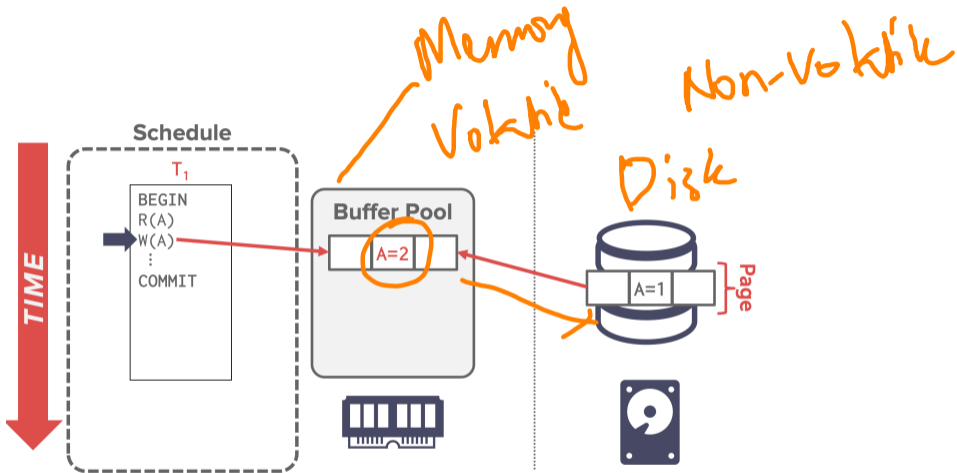 Memory
Volatile
Non-Volatile
Disk
Schedule
T1
BEGIN
R(A)
W(A)
⋮
COMMIT
TIME
Buffer Pool
A=2
A=1
Page